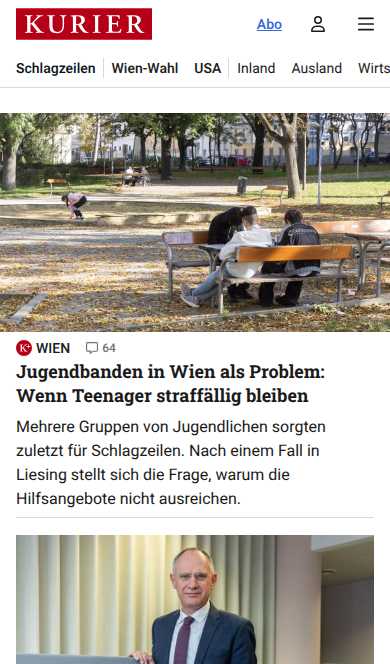 KURIER
Abo
Schlagzeilen Wien-Wahl USA Inland Ausland Wirts
K+ WIEN 64
Jugendbanden in Wien als Problem:
Wenn Teenager straffällig bleiben
Mehrere Gruppen von Jugendlichen sorgten
zuletzt für Schlagzeilen. Nach einem Fall in
Liesing stellt sich die Frage, warum die
Hilfsangebote nicht ausreichen.